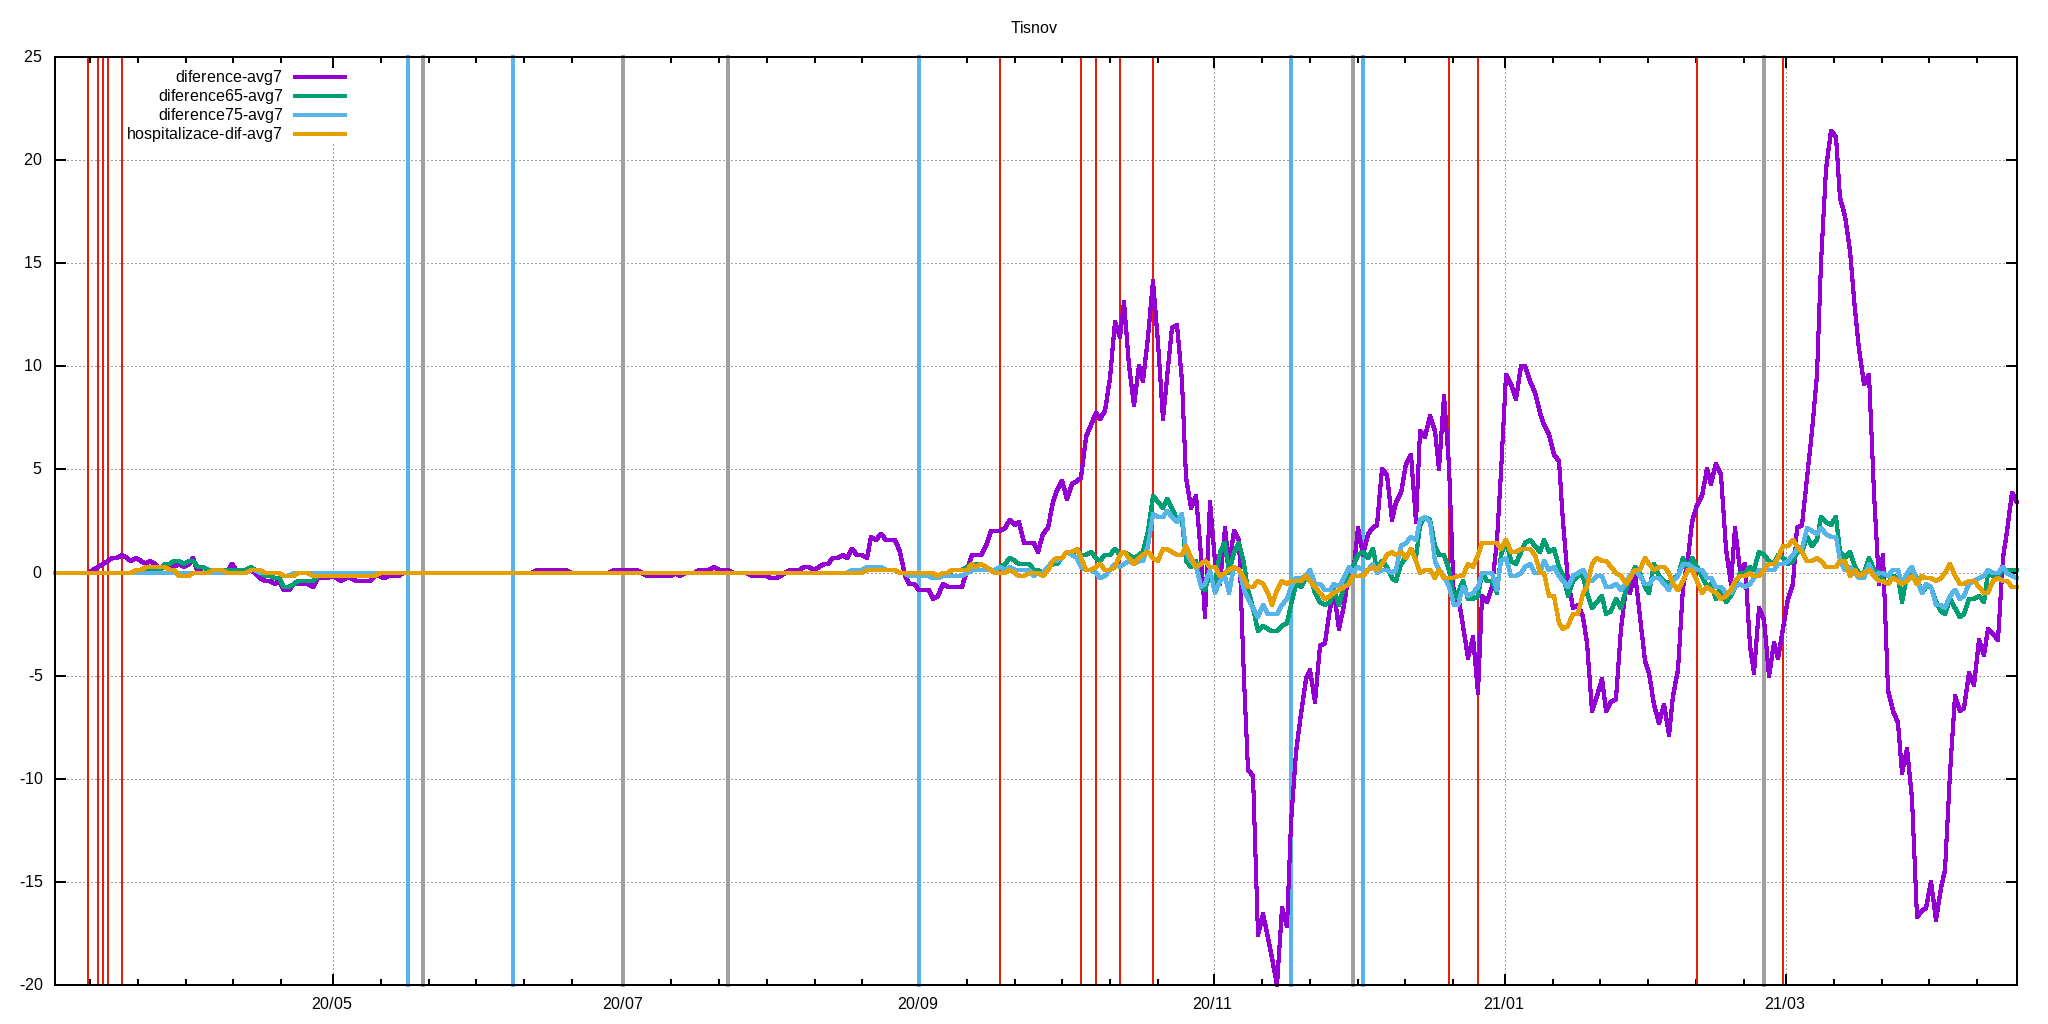 Tisnov
25
20
15
10
5
0
-5
-10
-15
-20
diference-avg7
diference65-avg7
diference75-avg7
hospitalizace-dif-avg7
20/05 20/07 20/09 20/11 21/01 21/03